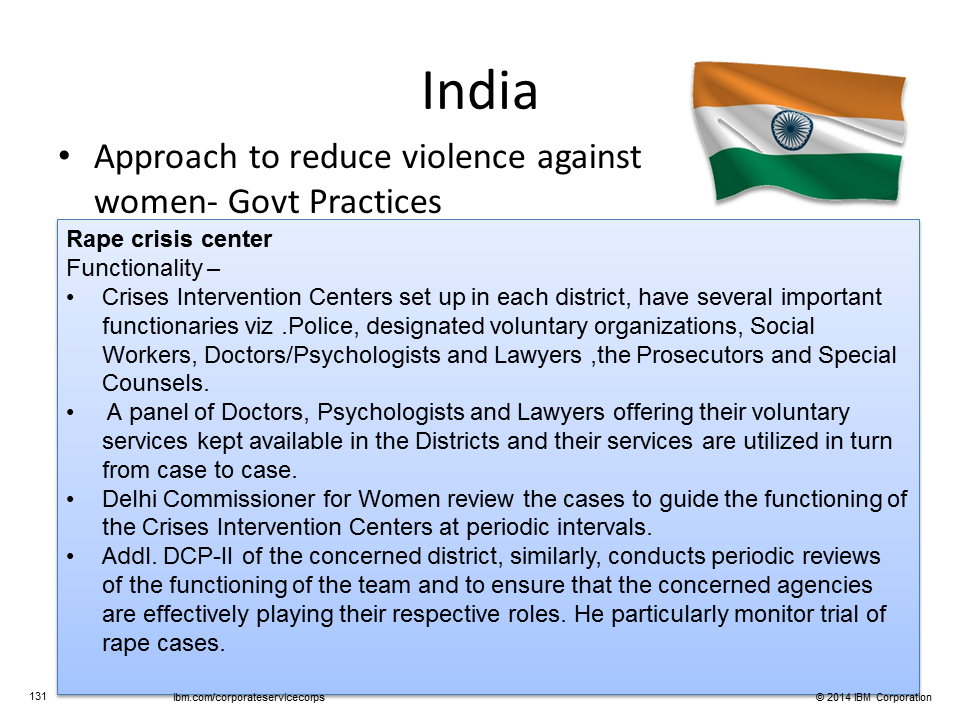 India
• Approach to reduce violence against
women- Govt Practices
Rape crisis center
Functionality –
• Crises Intervention Centers set up in each district, have several important
functionaries viz .Police, designated voluntary organizations, Social
Workers, Doctors/Psychologists and Lawyers ,the Prosecutors and Special
Counsels.
• A panel of Doctors, Psychologists and Lawyers offering their voluntary
services kept available in the Districts and their services are utilized in turn
from case to case.
• Delhi Commissioner for Women review the cases to guide the functioning of
the Crises Intervention Centers at periodic intervals.
• Addl. DCP-II of the concerned district, similarly, conducts periodic reviews
of the functioning of the team and to ensure that the concerned agencies
are effectively playing their respective roles. He particularly monitor trial of
rape cases.
131 ibm.com/corporateservicecorps © 2014 IBM Corporation